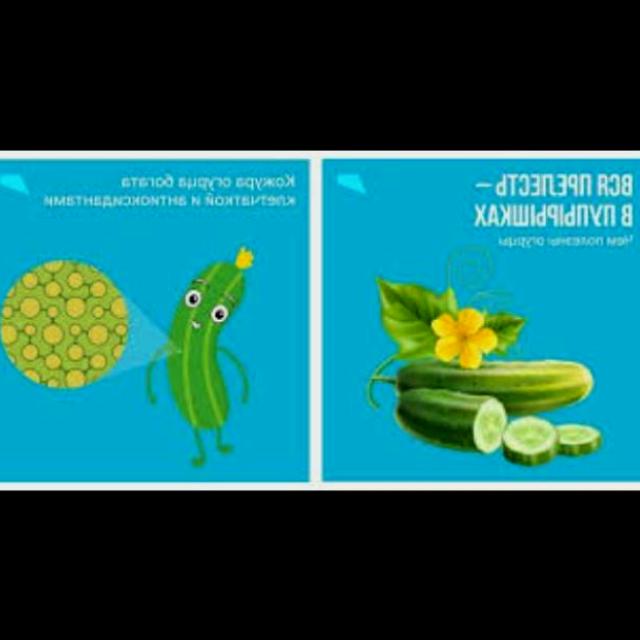 ВСЯ ПРЕЛЕСТЬ –
В ПУПЫРЫШКАХ
Чем полезны огурцы
Кожура огурца богата
клетчаткой и антиоксидантами